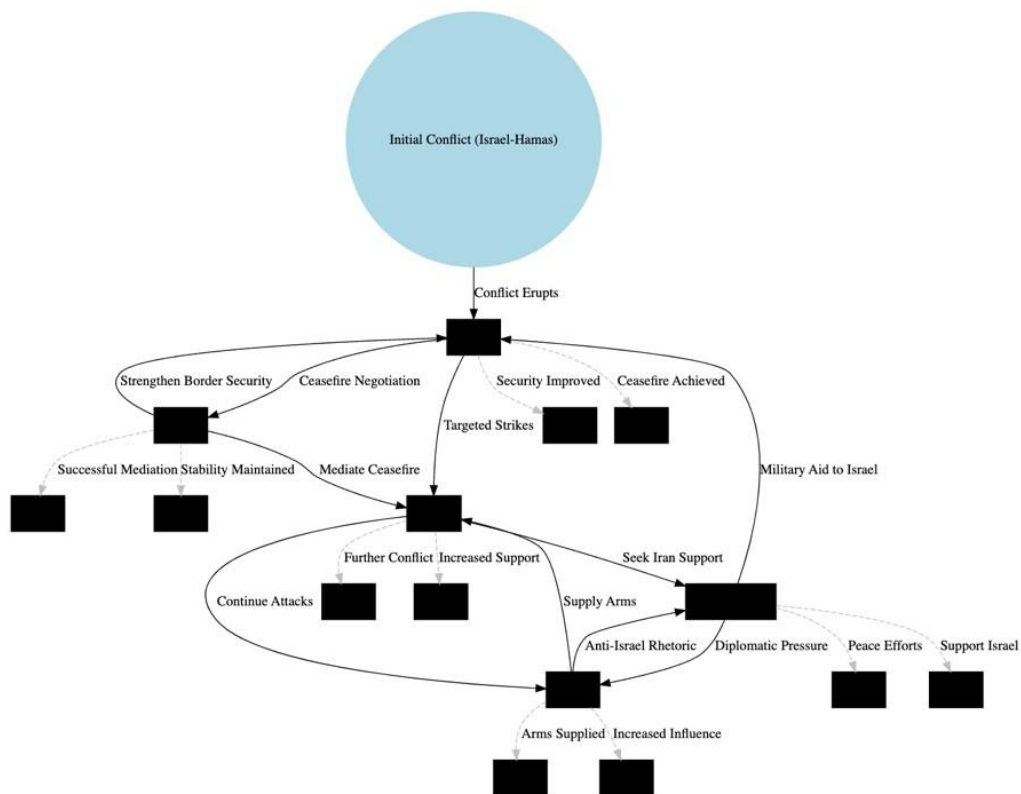 Initial Conflict (Israel-Hamas)
Conflict Erupts
Strengthen Border Security
Ceasefire Negotiation
Security Improved
Ceasefire Achieved
Targeted Strikes
Successful Mediation
Stability Maintained
Mediate Ceasefire
Military Aid to Israel
Further Conflict
Increased Support
Seek Iran Support
Continue Attacks
Supply Arms
Anti-Israel Rhetoric
Diplomatic Pressure
Peace Efforts
Support Israel
Arms Supplied
Increased Influence